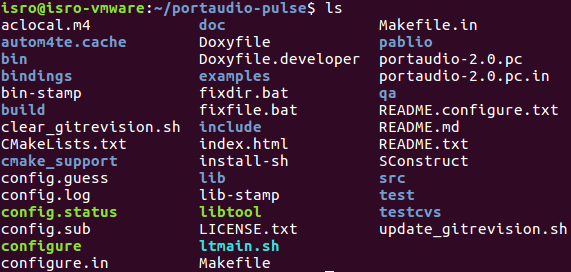 isro@isro-vmware:~/portaudio-pulse$ ls
aclocal.m4 doc Makefile.in
autom4te.cache Doxyfile pablio
bin Doxyfile.developer portaudio-2.0.pc
bindings examples portaudio-2.0.pc.in
bin-stamp fixdir.bat qa
build fixfile.bat README.configure.txt
clear_gitrevision.sh include README.md
CMakeLists.txt index.html README.txt
cmake_support install-sh SConstruct
config.guess lib src
config.log lib-stamp test
config.status libtool testcvs
config.sub LICENSE.txt update_gitrevision.sh
configure ltmain.sh
configure.in Makefile